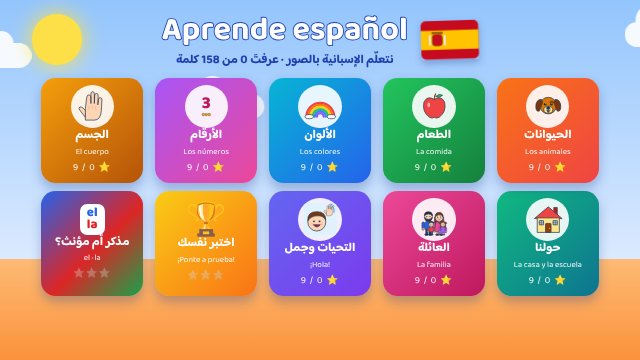 Aprende español
نتعلّم الإسبانية بالصور · عرفتَ 0 من 158 كلمة
الحيوانات
Los animales
9 / 0
الطعام
La comida
9 / 0
الألوان
Los colores
9 / 0
3
الأرقام
Los números
9 / 0
الجسم
El cuerpo
9 / 0
حولنا
La casa y la escuela
9 / 0
العائلة
La familia
9 / 0
التحيات وجمل
¡Hola!
9 / 0
اختبر نفسك
¡Ponte a prueba!
el
la
مذكر أم مؤنث؟
el · la